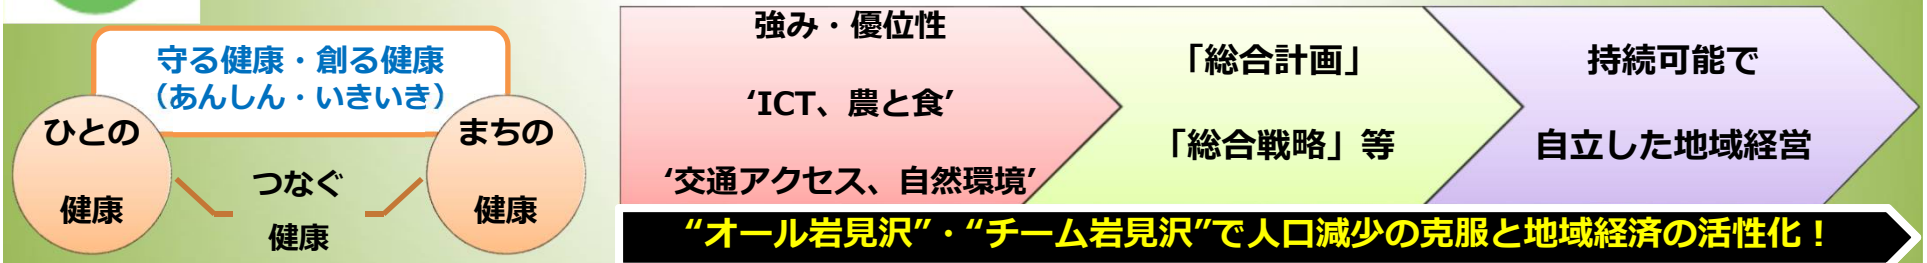 守る健康・創る健康
（あんしん・いきいき）
ひとの
健康
つなぐ
健康
まちの
健康
強み・優位性
‘ICT、農と食’
‘交通アクセス、自然環境’
「総合計画」
「総合戦略」等
持続可能で
自立した地域経営
“オール岩見沢”・“チーム岩見沢”で人口減少の克服と地域経済の活性化！